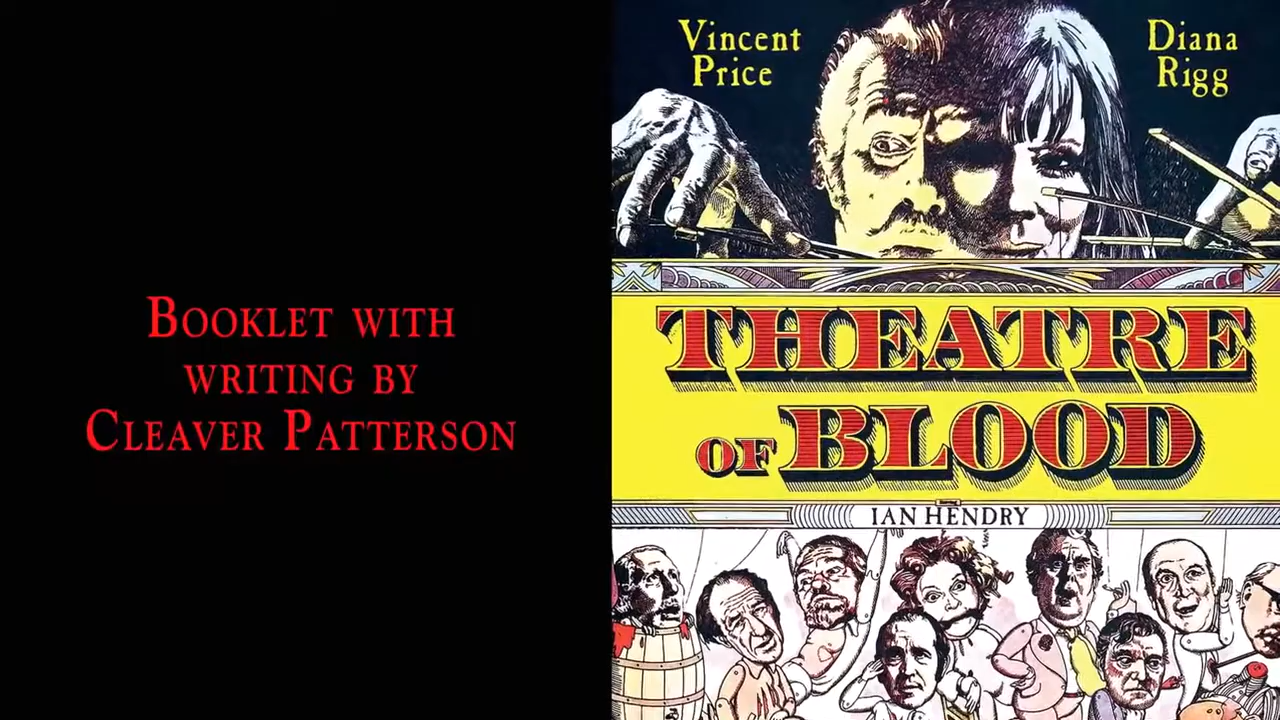 Booklet with
writing by
Cleaver Patterson
Vincent
Price
Diana
Rigg
THEATRE
OF BLOOD
IAN HENDRY